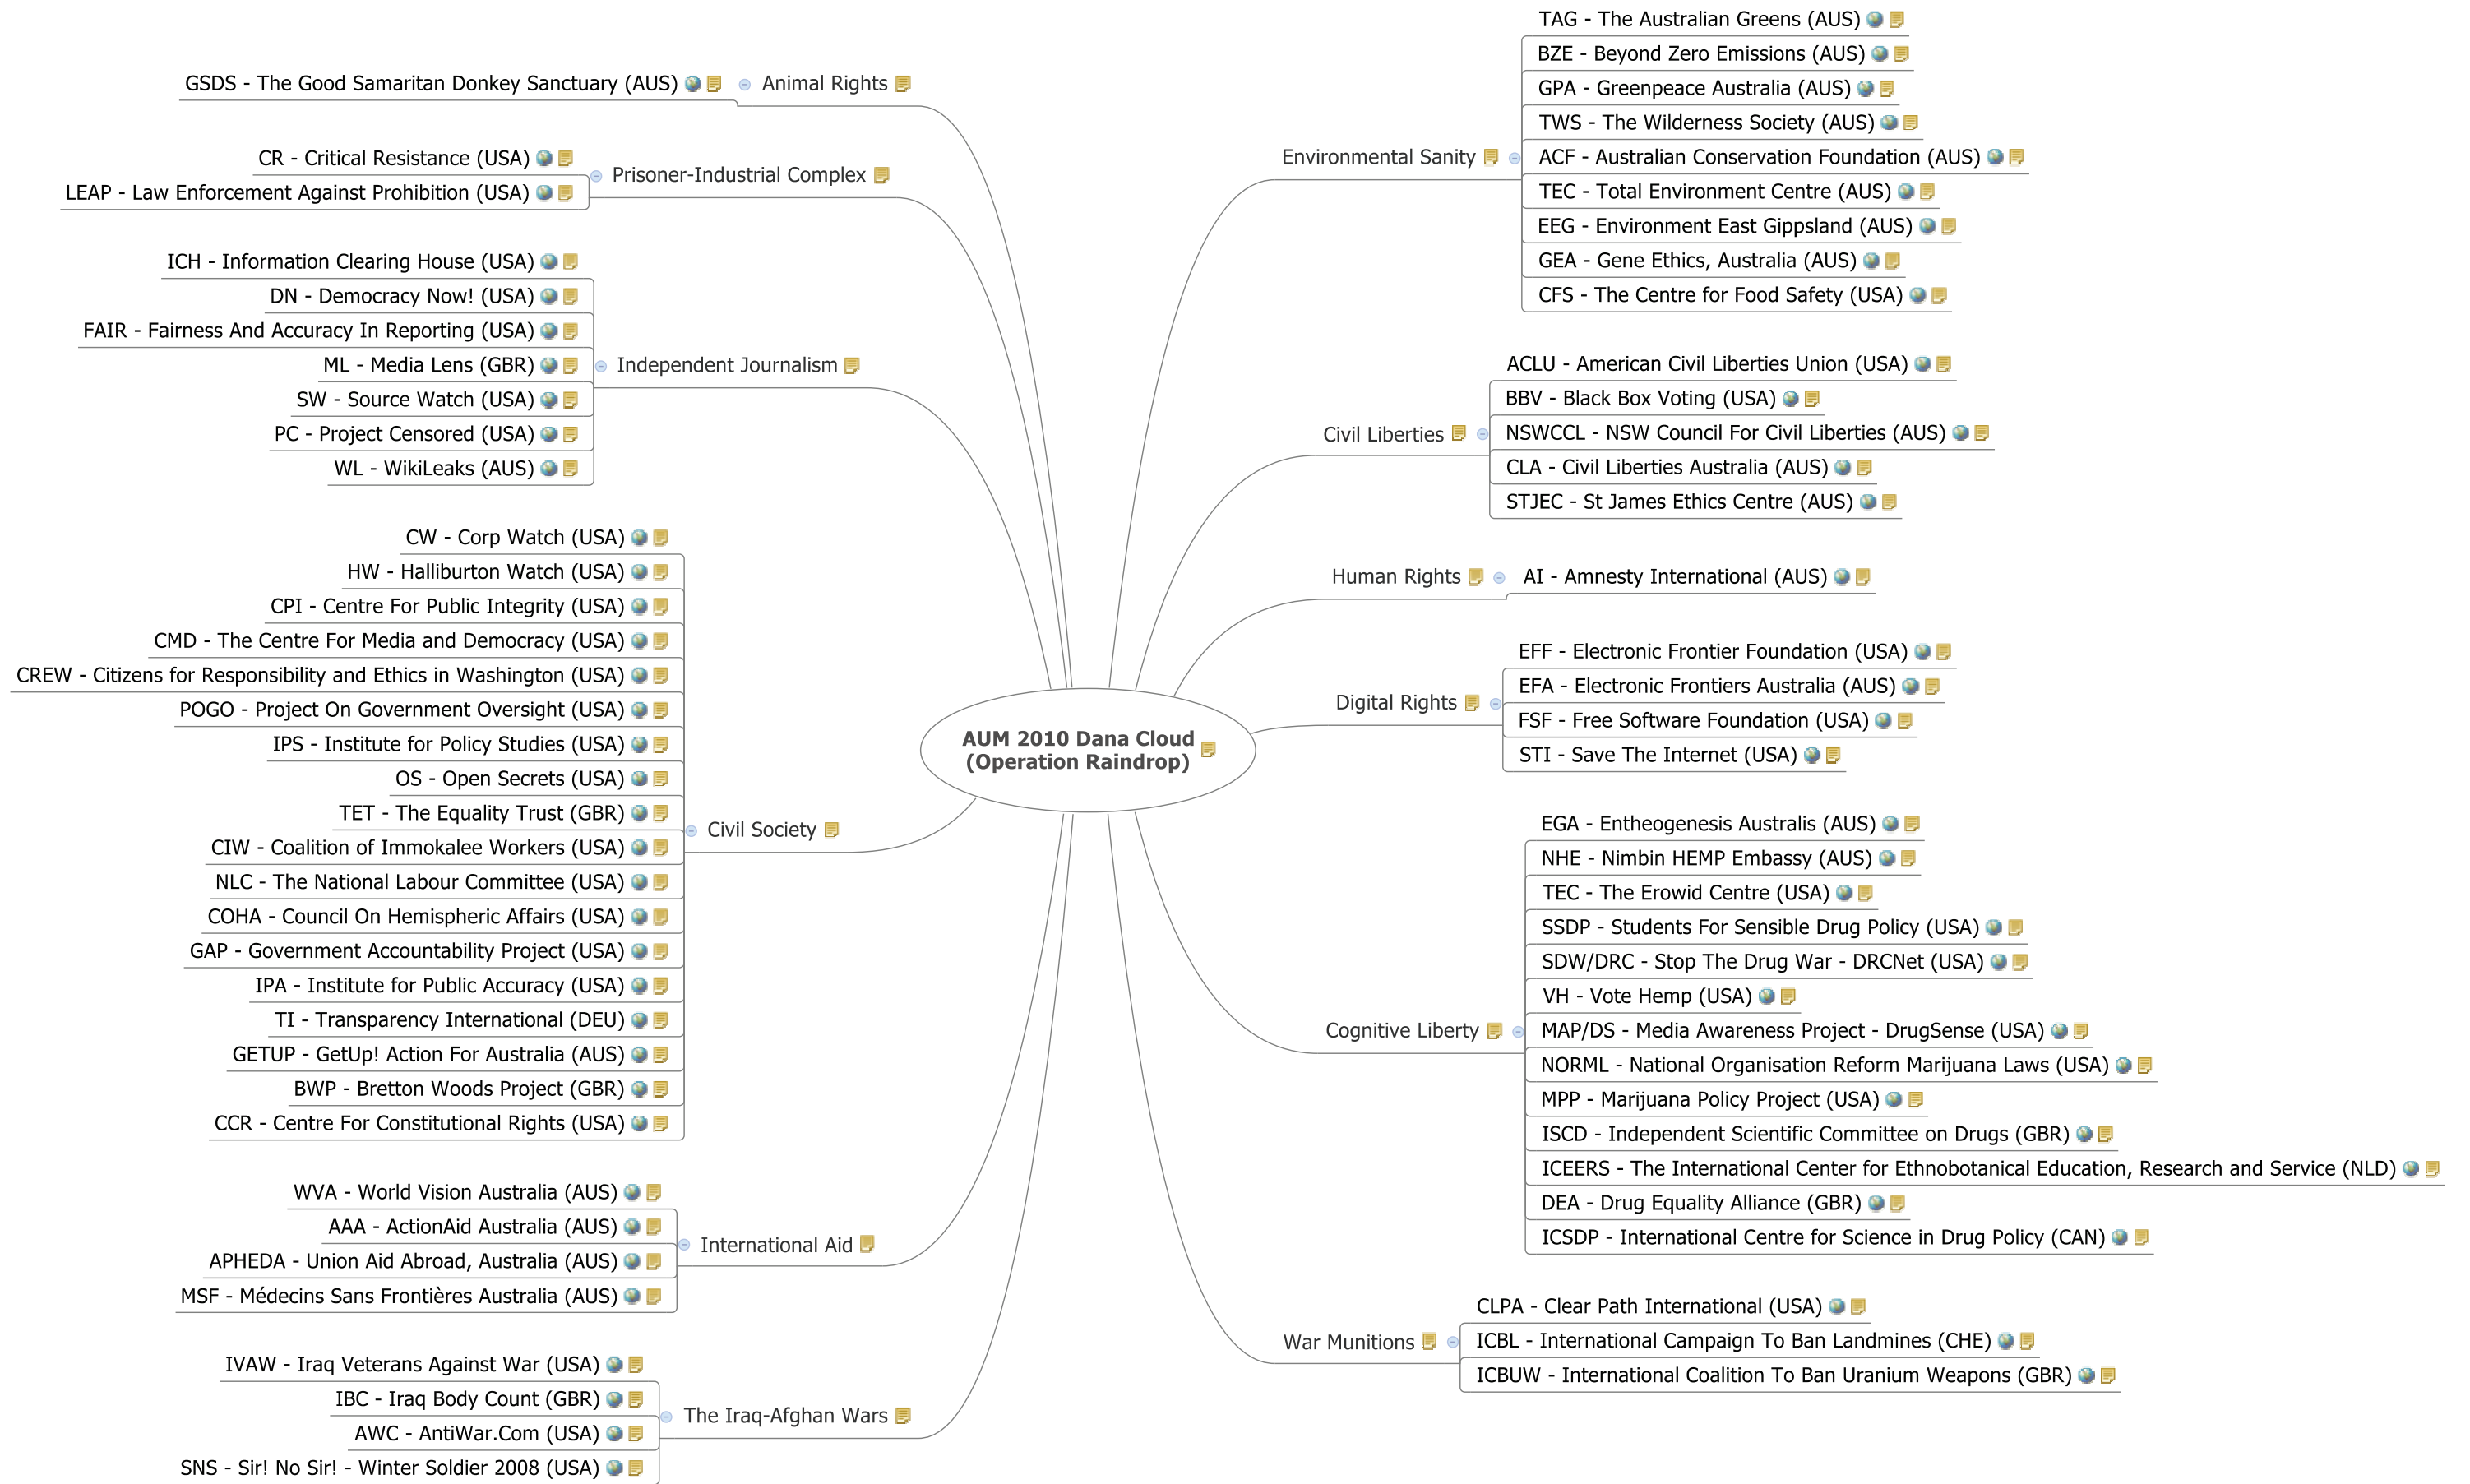 GSDS - The Good Samaritan Donkey Sanctuary (AUS)
Animal Rights
CR - Critical Resistance (USA)
LEAP - Law Enforcement Against Prohibition (USA)
Prisoner-Industrial Complex
ICH - Information Clearing House (USA)
DN - Democracy Now! (USA)
FAIR - Fairness And Accuracy In Reporting (USA)
ML - Media Lens (GBR)
SW - Source Watch (USA)
PC - Project Censored (USA)
WL - WikiLeaks (AUS)
Independent Journalism
CW - Corp Watch (USA)
HW - Halliburton Watch (USA)
CPI - Centre For Public Integrity (USA)
CMD - The Centre For Media and Democracy (USA)
CREW - Citizens for Responsibility and Ethics in Washington (USA)
POGO - Project On Government Oversight (USA)
IPS - Institute for Policy Studies (USA)
OS - Open Secrets (USA)
TET - The Equality Trust (GBR)
CIW - Coalition of Immokalee Workers (USA)
NLC - The National Labour Committee (USA)
COHA - Council On Hemispheric Affairs (USA)
GAP - Government Accountability Project (USA)
IPA - Institute for Public Accuracy (USA)
TI - Transparency International (DEU)
GETUP - GetUp! Action For Australia (AUS)
BWP - Bretton Woods Project (GBR)
CCR - Centre For Constitutional Rights (USA)
Civil Society
WVA - World Vision Australia (AUS)
AAA - ActionAid Australia (AUS)
APHEDA - Union Aid Abroad, Australia (AUS)
MSF - Médecins Sans Frontières Australia (AUS)
International Aid
IVAW - Iraq Veterans Against War (USA)
IBC - Iraq Body Count (GBR)
AWC - AntiWar.Com (USA)
SNS - Sir! No Sir! - Winter Soldier 2008 (USA)
The Iraq-Afghan Wars
AUM 2010 Dana Cloud
(Operation Raindrop)
Environmental Sanity
TAG - The Australian Greens (AUS)
BZE - Beyond Zero Emissions (AUS)
GPA - Greenpeace Australia (AUS)
TWS - The Wilderness Society (AUS)
ACF - Australian Conservation Foundation (AUS)
TEC - Total Environment Centre (AUS)
EEG - Environment East Gippsland (AUS)
GEA - Gene Ethics, Australia (AUS)
CFS - The Centre for Food Safety (USA)
Civil Liberties
ACLU - American Civil Liberties Union (USA)
BBV - Black Box Voting (USA)
NSWCCL - NSW Council For Civil Liberties (AUS)
CLA - Civil Liberties Australia (AUS)
STJEC - St James Ethics Centre (AUS)
Human Rights
AI - Amnesty International (AUS)
Digital Rights
EFF - Electronic Frontier Foundation (USA)
EFA - Electronic Frontiers Australia (AUS)
FSF - Free Software Foundation (USA)
STI - Save The Internet (USA)
Cognitive Liberty
EGA - Entheogenesis Australis (AUS)
NHE - Nimbin HEMP Embassy (AUS)
TEC - The Erowid Centre (USA)
SSDP - Students For Sensible Drug Policy (USA)
SDW/DRC - Stop The Drug War - DRCNet (USA)
VH - Vote Hemp (USA)
MAP/DS - Media Awareness Project - DrugSense (USA)
NORML - National Organisation Reform Marijuana Laws (USA)
MPP - Marijuana Policy Project (USA)
ISCD - Independent Scientific Committee on Drugs (GBR)
ICEERS - The International Center for Ethnobotanical Education, Research and Service (NLD)
DEA - Drug Equality Alliance (GBR)
ICSDP - International Centre for Science in Drug Policy (CAN)
War Munitions
CLPA - Clear Path International (USA)
ICBL - International Campaign To Ban Landmines (CHE)
ICBUW - International Coalition To Ban Uranium Weapons (GBR)